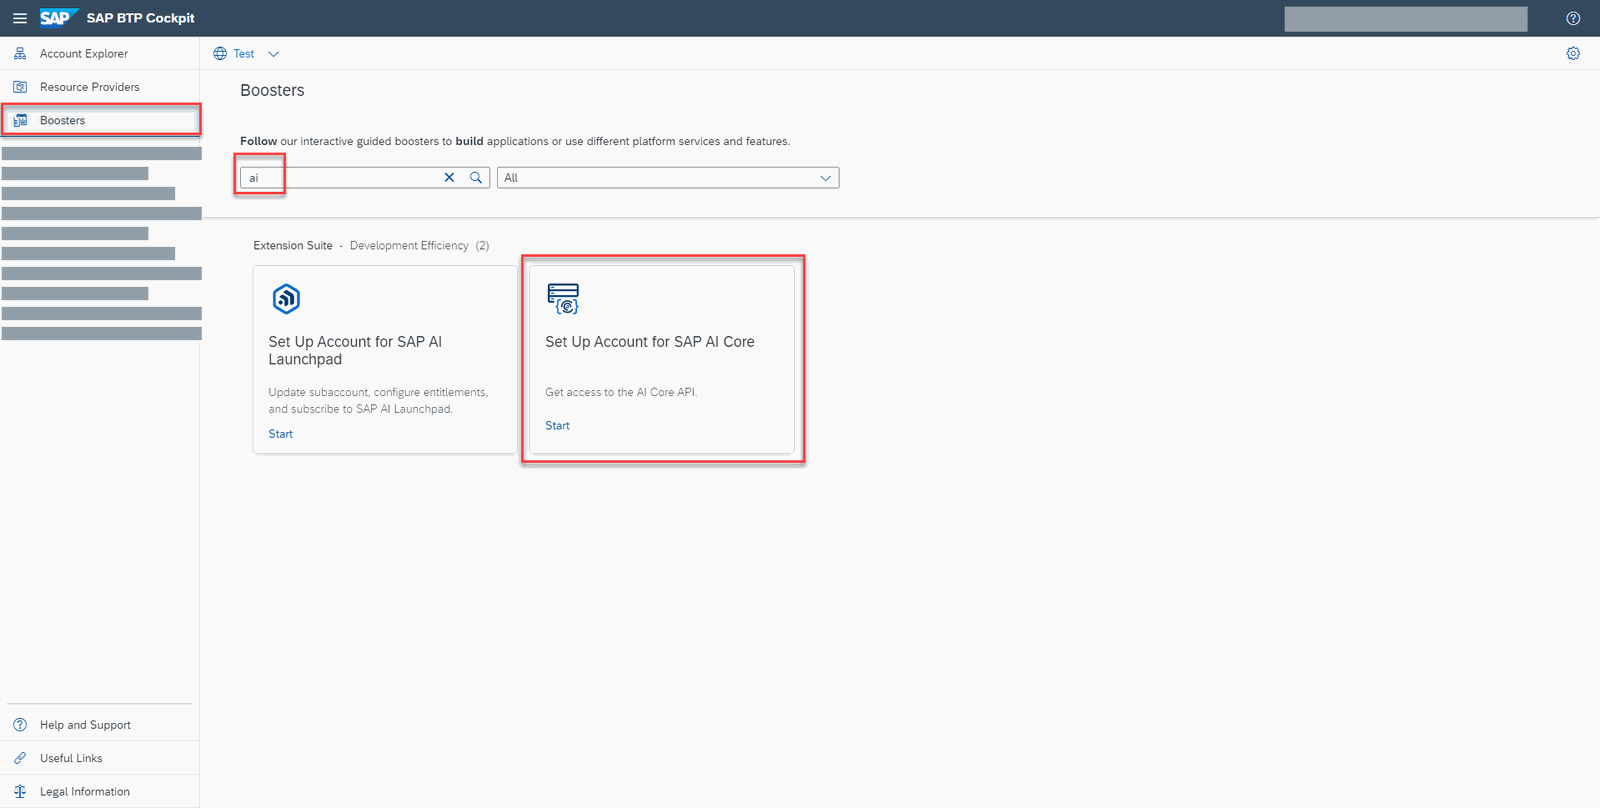 SAP SAP BTP Cockpit
Account Explorer
Resource Providers
Boosters
Help and Support
Useful Links
Legal Information
Test
Boosters
Follow our interactive guided boosters to build applications or use different platform services and features.
ai
All
Extension Suite - Development Efficiency (2)
Set Up Account for SAP AI
Launchpad
Update subaccount, configure entitlements,
and subscribe to SAP AI Launchpad.
Start
Set Up Account for SAP AI Core
Get access to the AI Core API.
Start